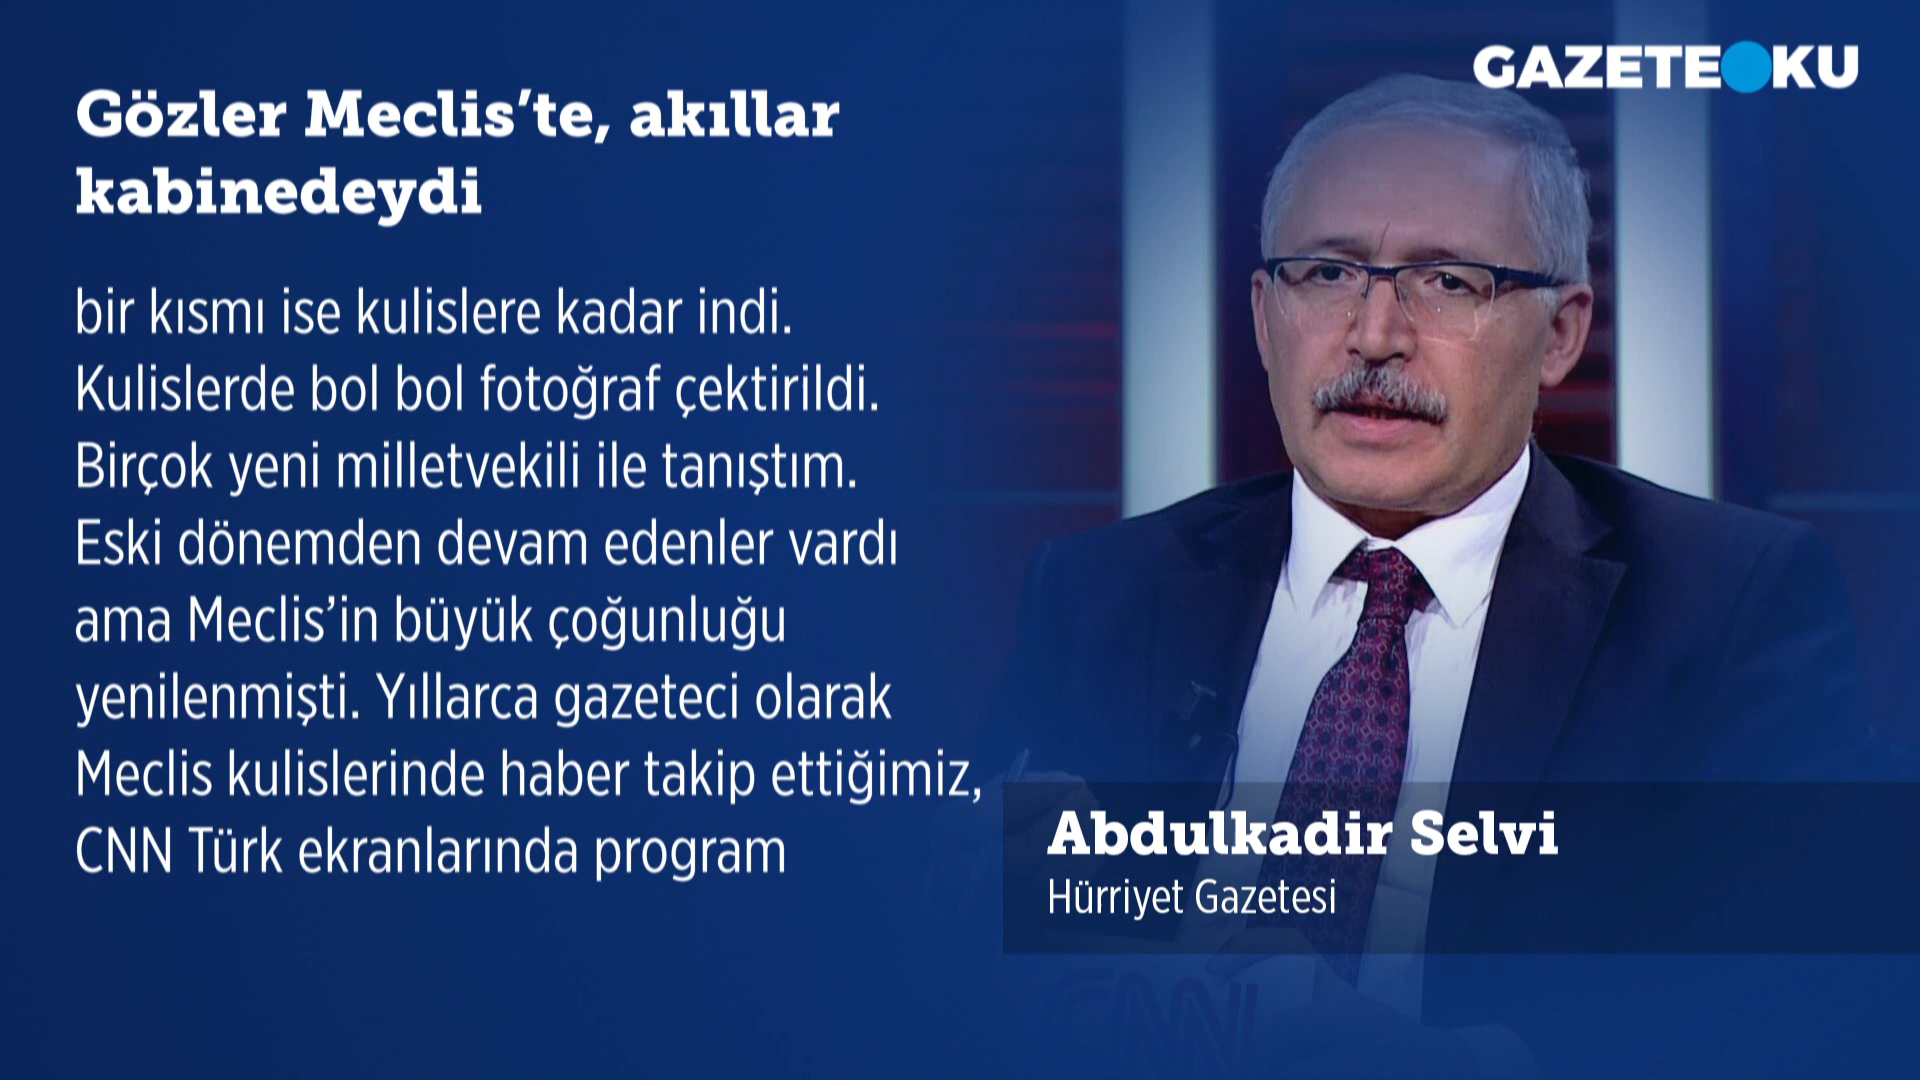 GAZETEOKU
Gözler Meclis’te, akıllar
kabinedeydi
bir kısmı ise kulislere kadar indi.
Kulislerde bol bol fotoğraf çektirildi.
Birçok yeni milletvekili ile tanıştım.
Eski dönemden devam edenler vardı
ama Meclis’in büyük çoğunluğu
yenilenmişti. Yıllarca gazeteci olarak
Meclis kulislerinde haber takip ettiğimiz,
CNN Türk ekranlarında program
Abdulkadir Selvi
Hürriyet Gazetesi
CNN